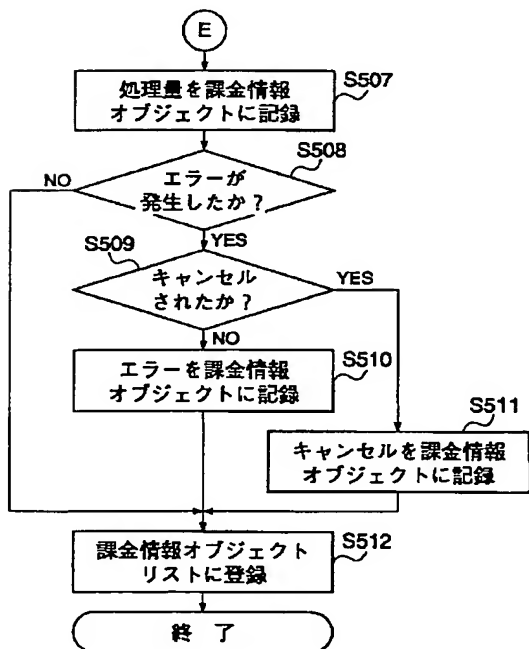 E
処理量を課金情報
オブジェクトに記録
S507
S508
エラーが
発生したか?
NO
YES
S509
キャンセル
されたか?
YES
NO
エラーを課金情報
オブジェクトに記録
S510
S511
キャンセルを課金情報
オブジェクトに記録
課金情報オブジェクト
リストに登録
S512
終 了